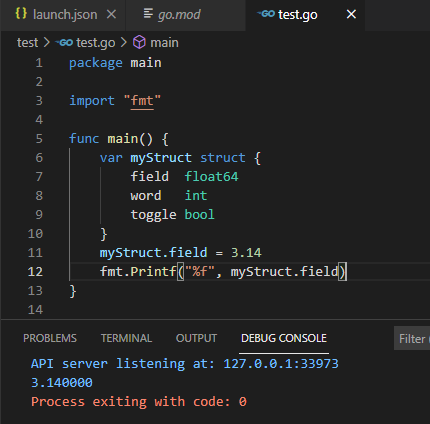 {} launch.json × go.mod GO test.go ×
test > GO test.go > main
1 package main
2
3 import "fmt"
4
5 func main() {
6 var myStruct struct {
7 field float64
8 word int
9 toggle bool
10 }
11 myStruct.field = 3.14
12 fmt.Printf("%f", myStruct.field)
13 }
14
PROBLEMS TERMINAL OUTPUT DEBUG CONSOLE Filter
API server listening at: 127.0.0.1:33973
3.140000
Process exiting with code: 0